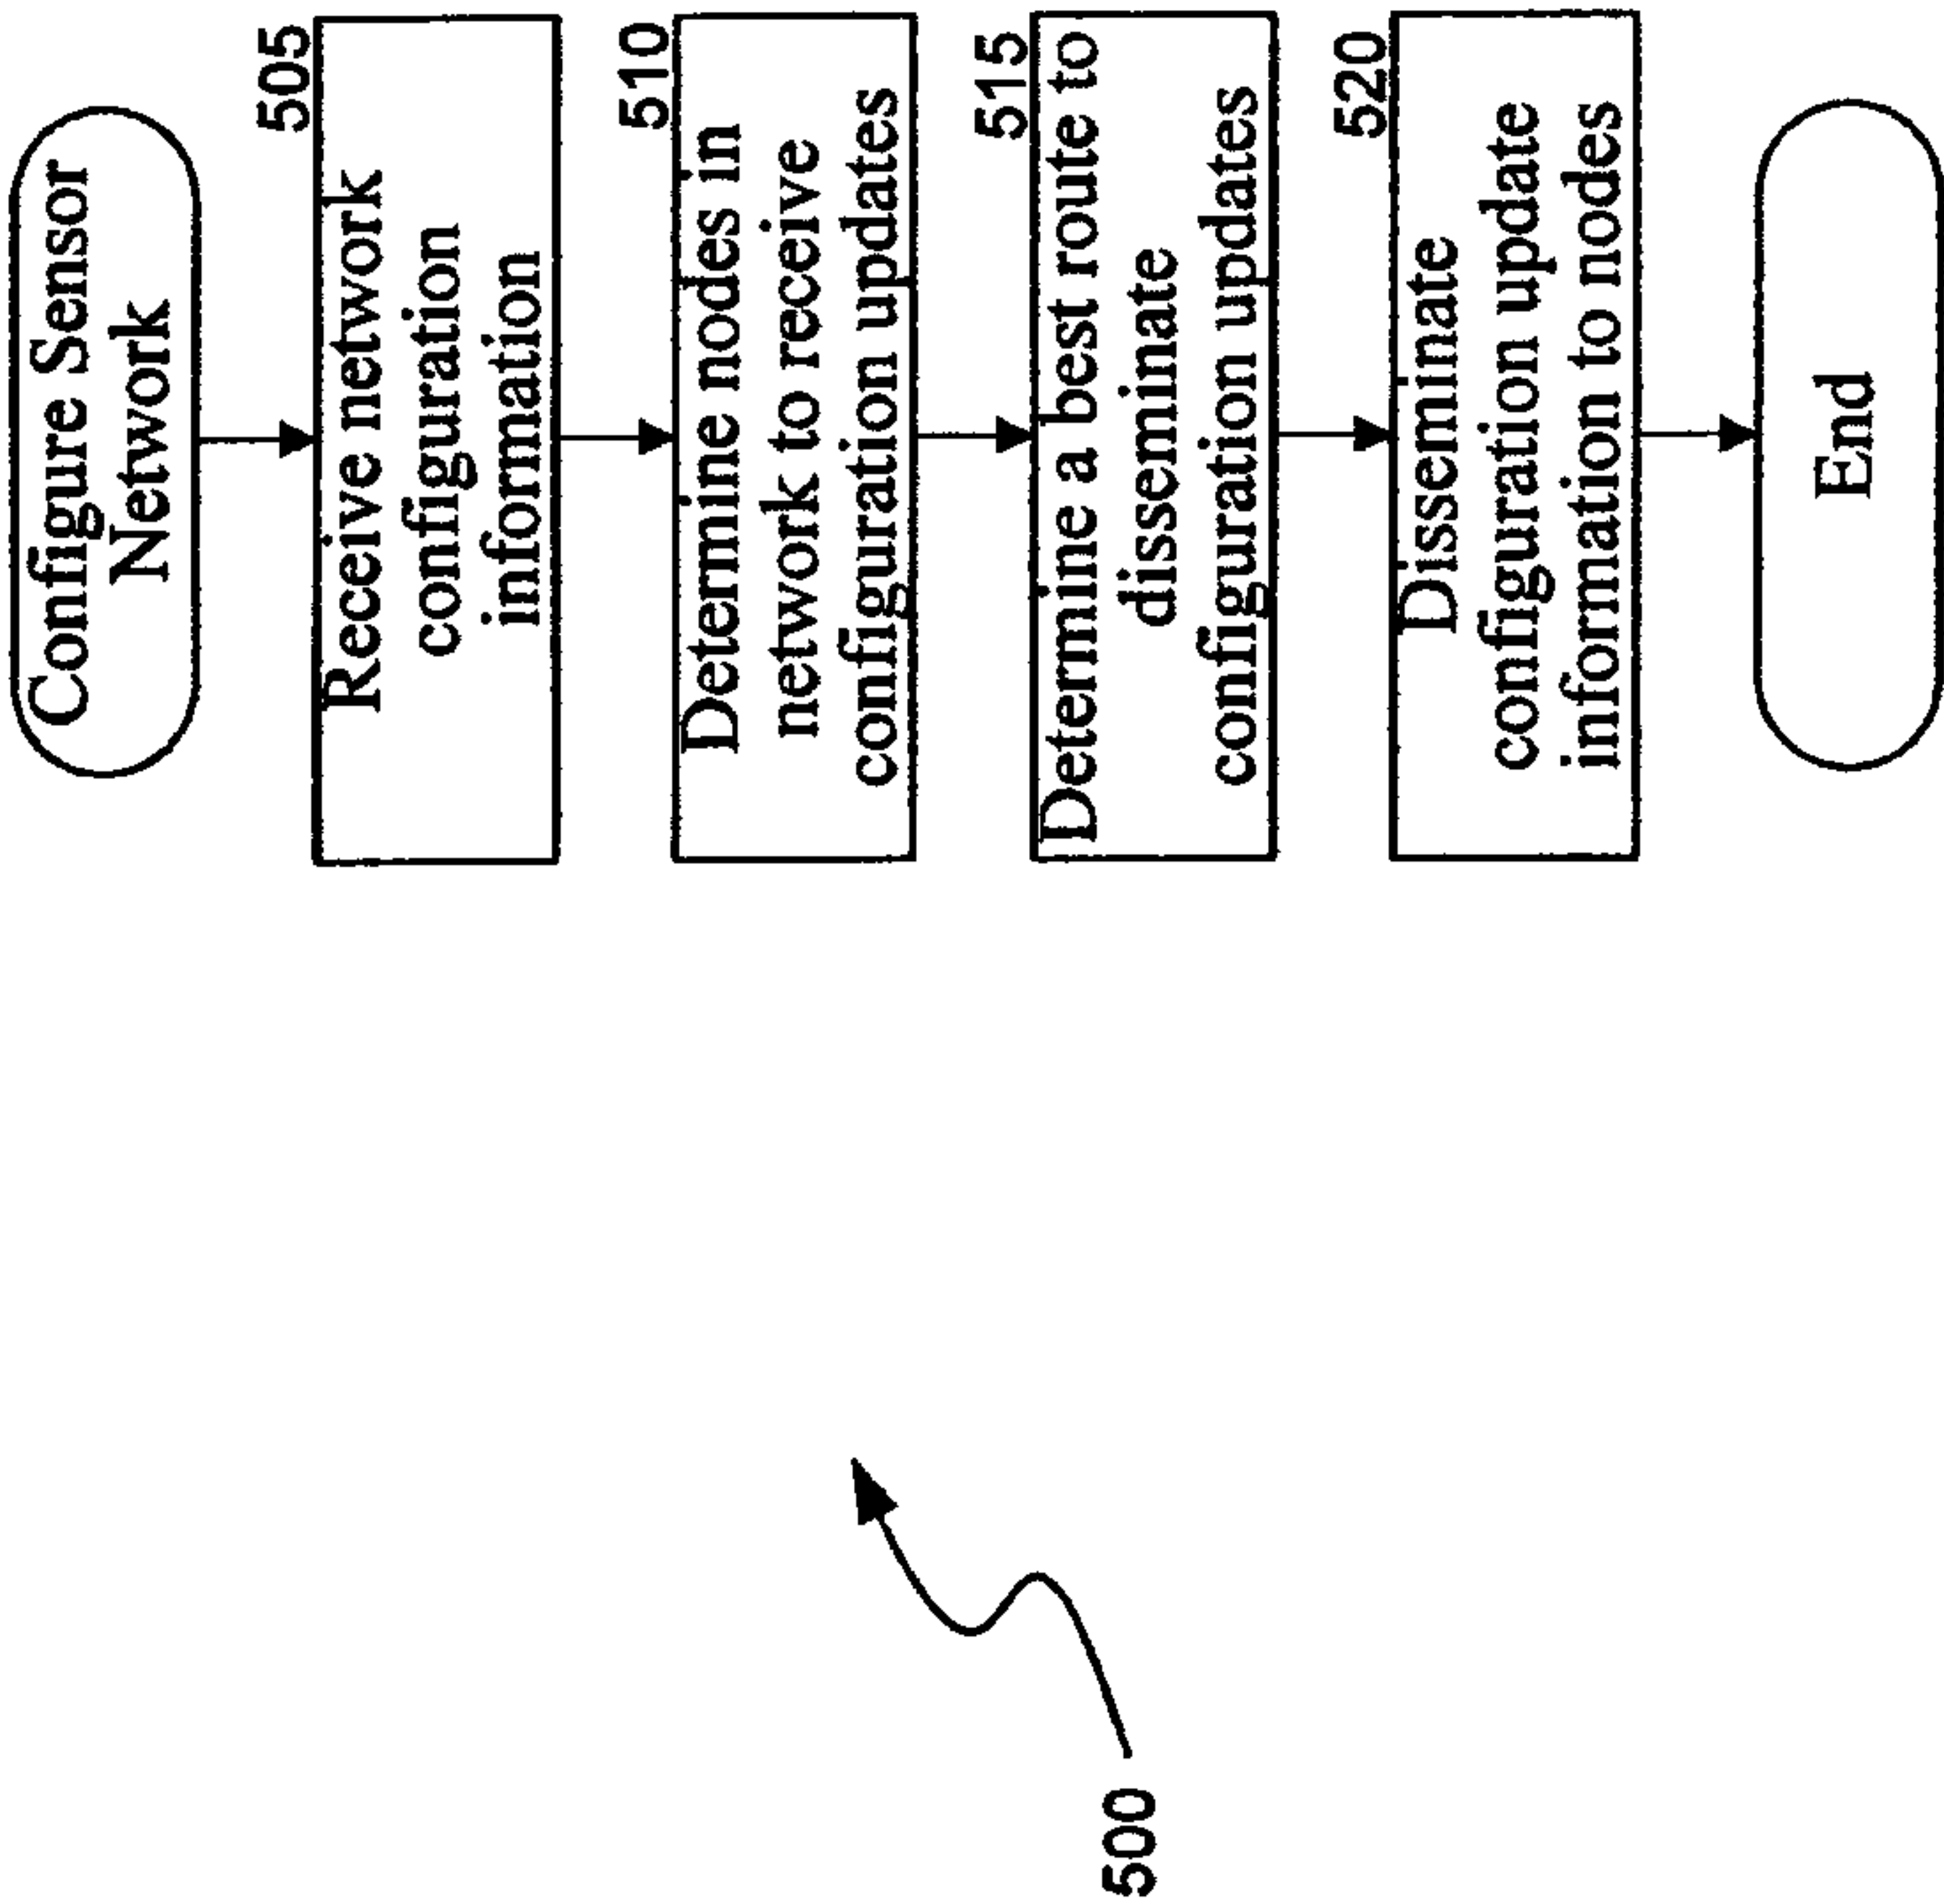 Configure Sensor
Network
505
Receive network
configuration
information
510
Determine nodes in
network to receive
configuration updates
515
Determine a best route to
disseminate
configuration updates
520
Disseminate
configuration update
information to nodes
End
500